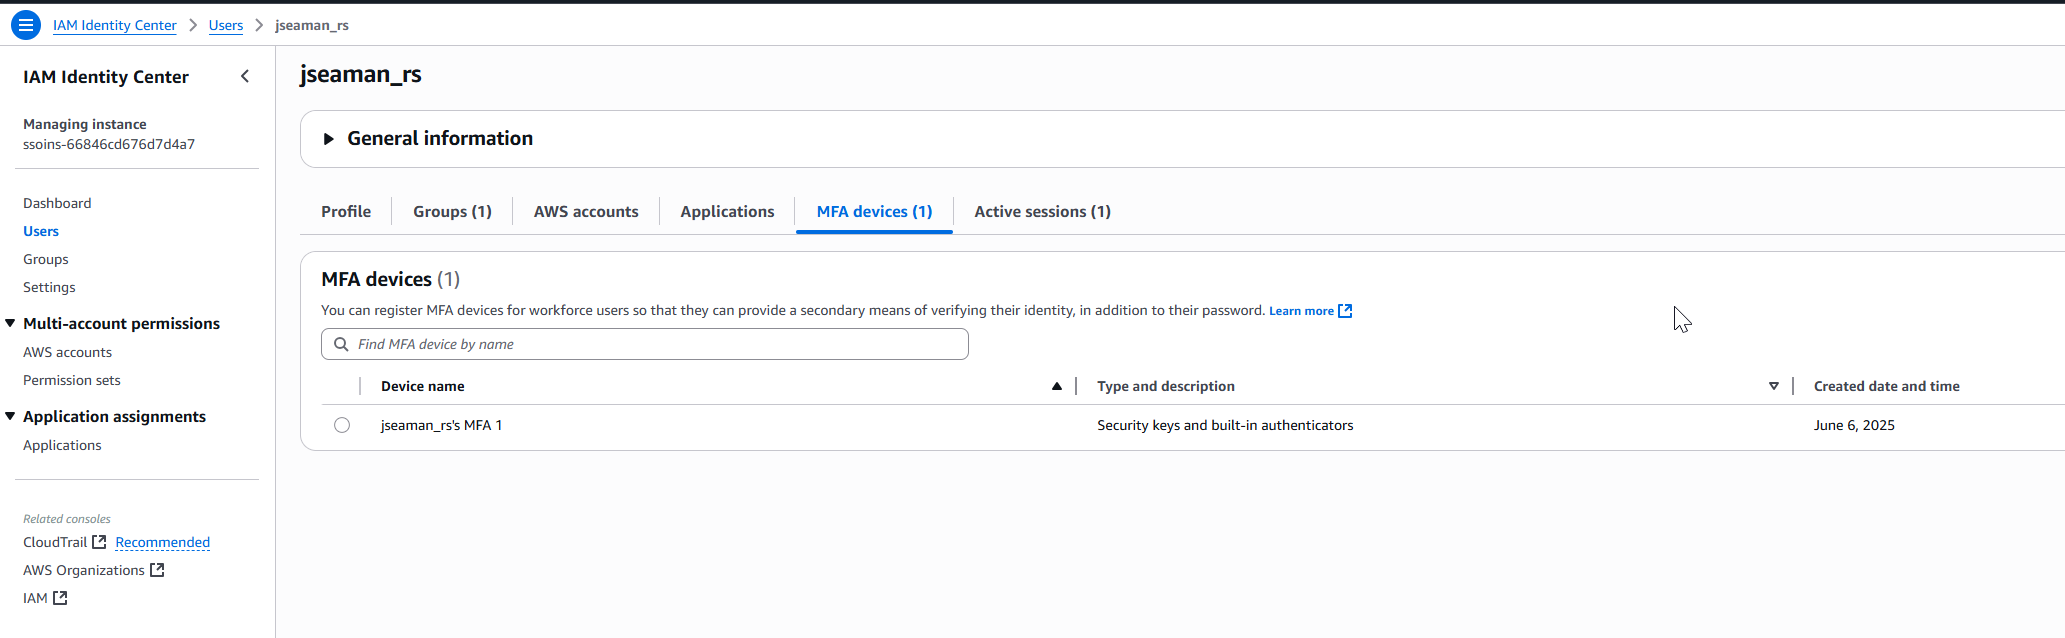 IAM Identity Center > Users > jseaman_rs
IAM Identity Center
Managing instance
ssoins-66846cd676d7d4a7
Dashboard
Users
Groups
Settings
Multi-account permissions
AWS accounts
Permission sets
Application assignments
Applications
Related consoles
CloudTrail Recommended
AWS Organizations
IAM
jseaman_rs
General information
Profile Groups (1) AWS accounts Applications MFA devices (1) Active sessions (1)
MFA devices (1)
You can register MFA devices for workforce users so that they can provide a secondary means of verifying their identity, in addition to their password. Learn more
Find MFA device by name
Device name Type and description Created date and time
jseaman_rs's MFA 1 Security keys and built-in authenticators June 6, 2025